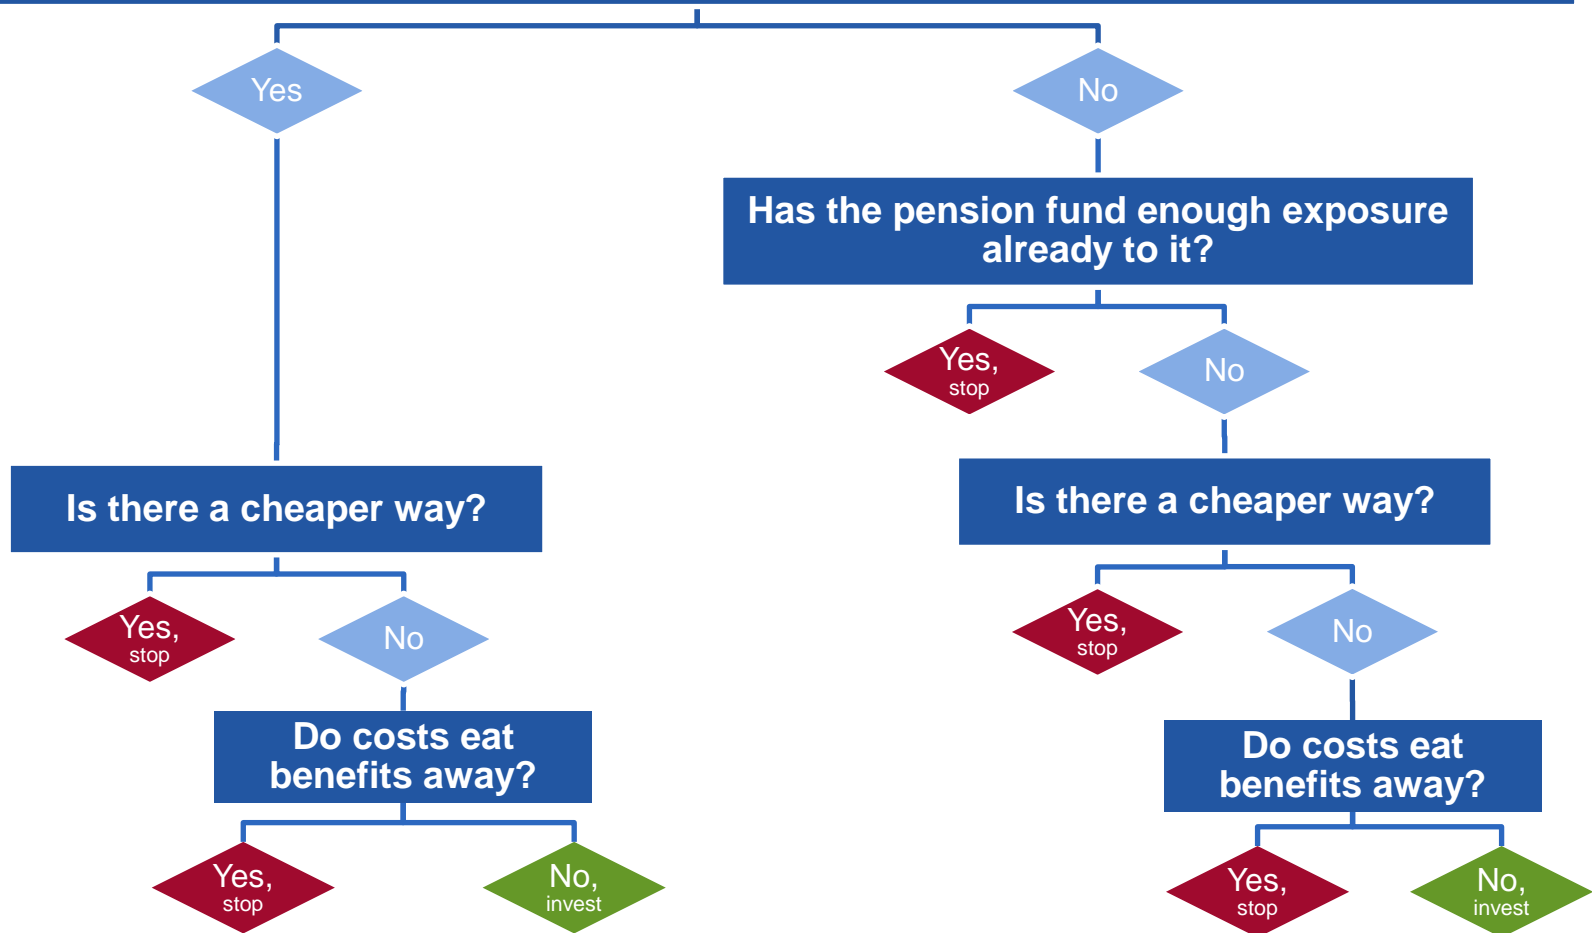 Yes
No
Has the pension fund enough exposure
already to it?
Yes,
stop
No
Is there a cheaper way?
Is there a cheaper way?
Yes,
stop
No
Yes,
stop
No
Do costs eat
benefits away?
Do costs eat
benefits away?
Yes,
stop
No,
invest
Yes,
stop
No,
invest